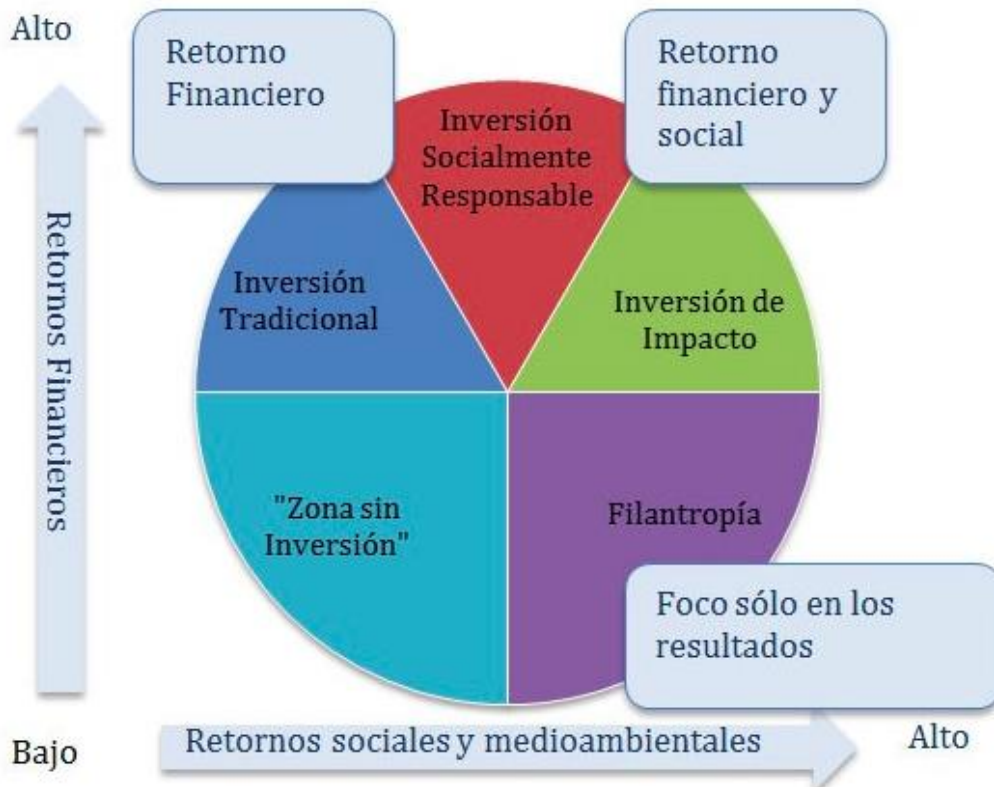 Alto
Retorno
Financiero
Retorno
financiero y
social
Inversión
Socialmente
Responsable
Retornos Financieros
Inversión
Tradicional
Inversión de
Impacto
"Zona sin
Inversión"
Filantropía
Foco sólo en los
resultados
Bajo
Retornos sociales y medioambientales
Alto